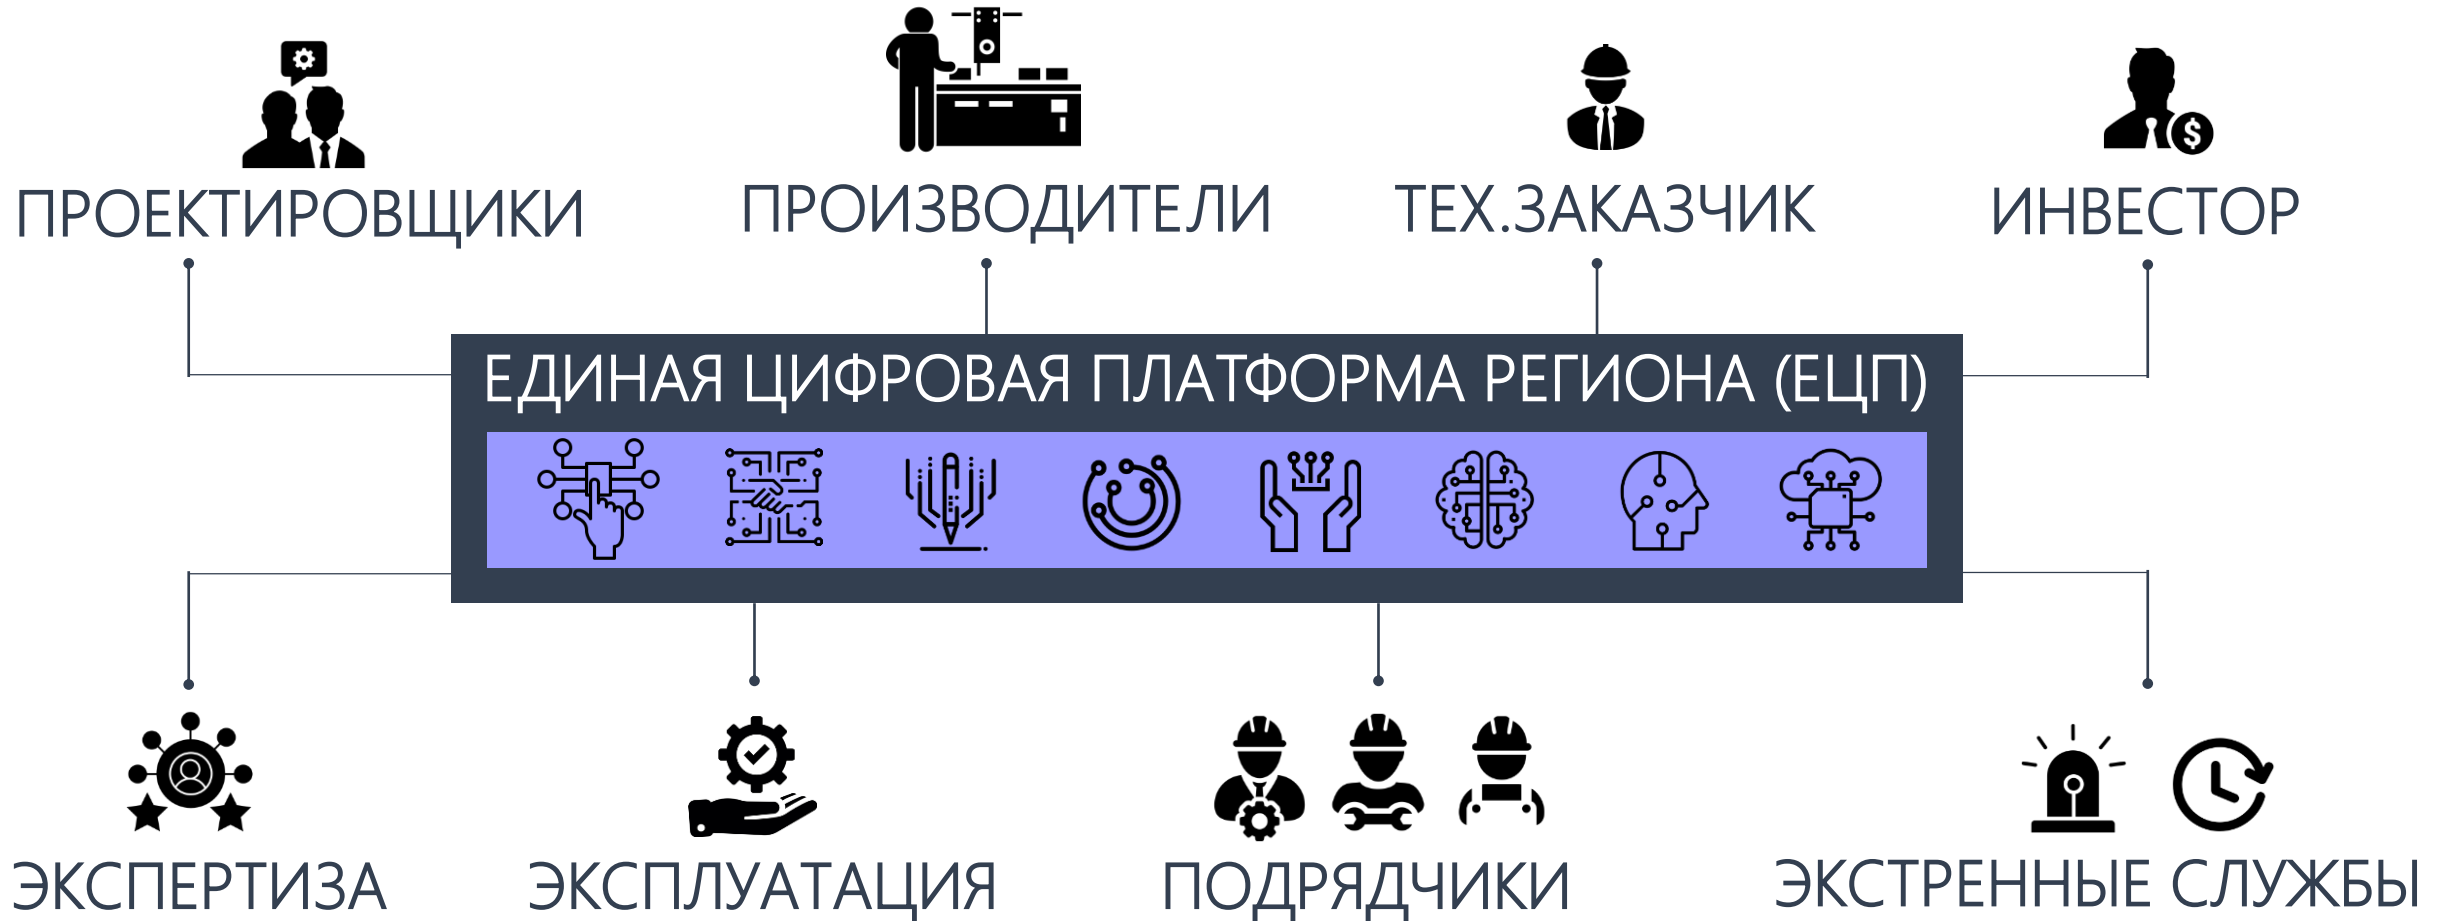 ПРОЕКТИРОВЩИКИ
ПРОИЗВОДИТЕЛИ
ТЕХ.ЗАКАЗЧИК
ИНВЕСТОР
ЕДИНАЯ ЦИФРОВАЯ ПЛАТФОРМА РЕГИОНА (ЕЦП)
ЭКСПЕРТИЗА
ЭКСПЛУАТАЦИЯ
ПОДРЯДЧИКИ
ЭКСТРЕННЫЕ СЛУЖБЫ